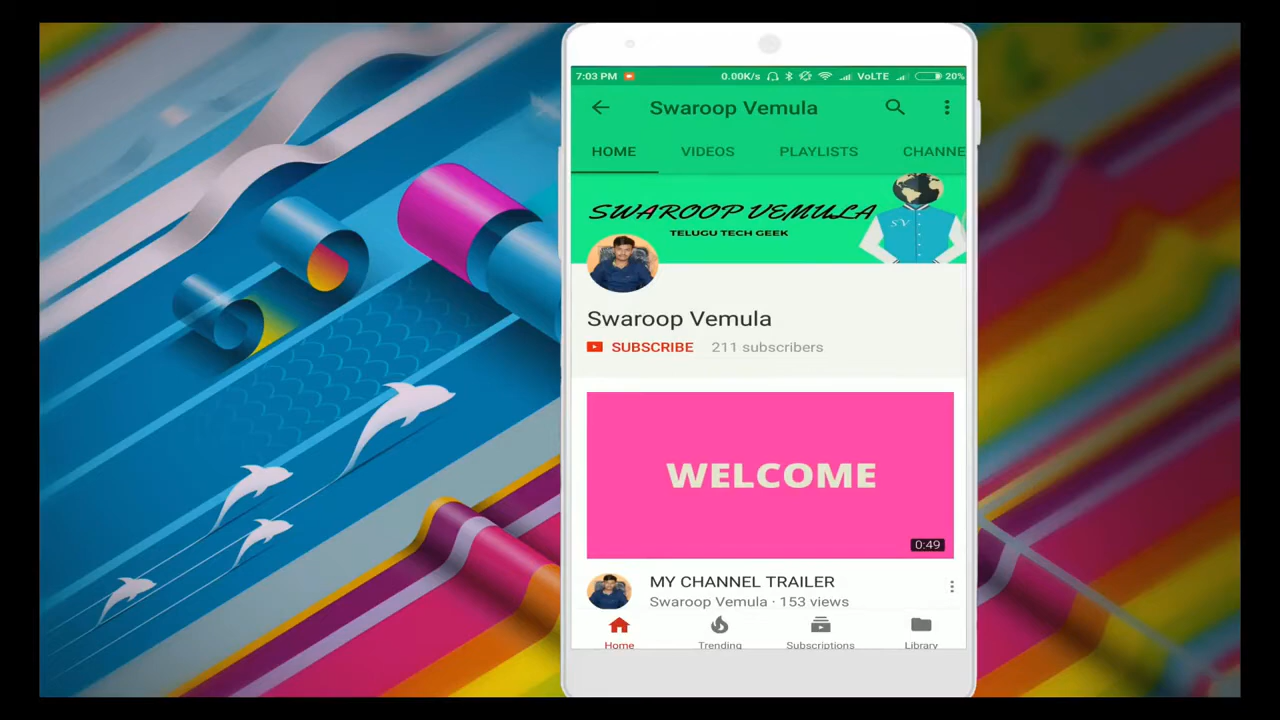 7:03 PM 0.00K/s VoLTE 20%
Swaroop Vemula
HOME VIDEOS PLAYLISTS CHANNE
SWAROOP VEMULA
SV
TELUGU TECH GEEK
Swaroop Vemula
SUBSCRIBE 211 subscribers
WELCOME
0:49
MY CHANNEL TRAILER
Swaroop Vemula · 153 views
Home Trending Subscriptions Library